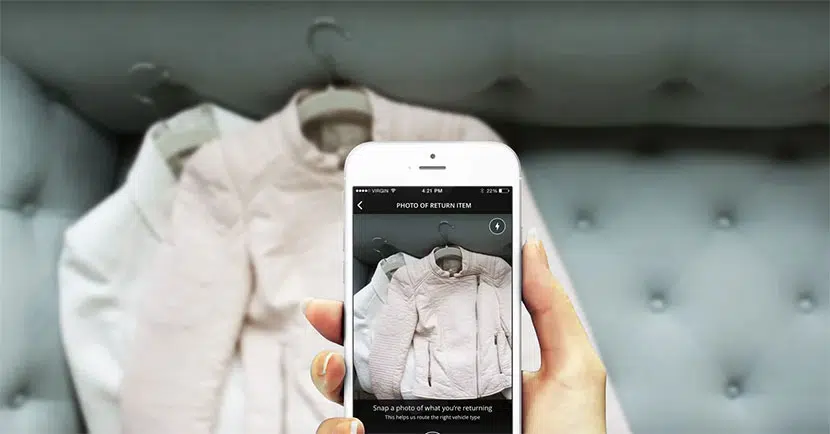 VIRGIN 4:21 PM 22%
PHOTO OF RETURN ITEM
Snap a photo of what you're returning
This helps us route the right vehicle type